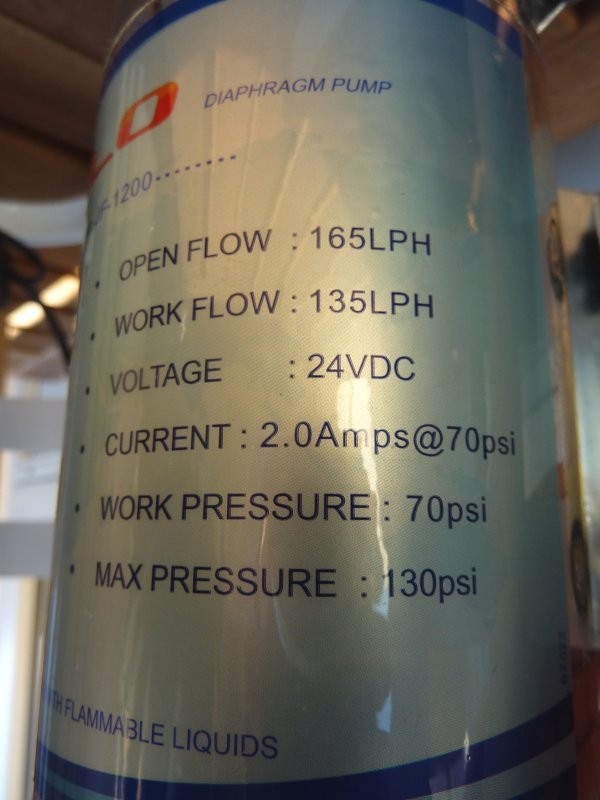 DIAPHRAGM PUMP
-1200········
• OPEN FLOW : 165LPH
• WORK FLOW : 135LPH
• VOLTAGE : 24VDC
• CURRENT : 2.0Amps@70psi
• WORK PRESSURE : 70psi
• MAX PRESSURE : 130psi
FLAMMABLE LIQUIDS